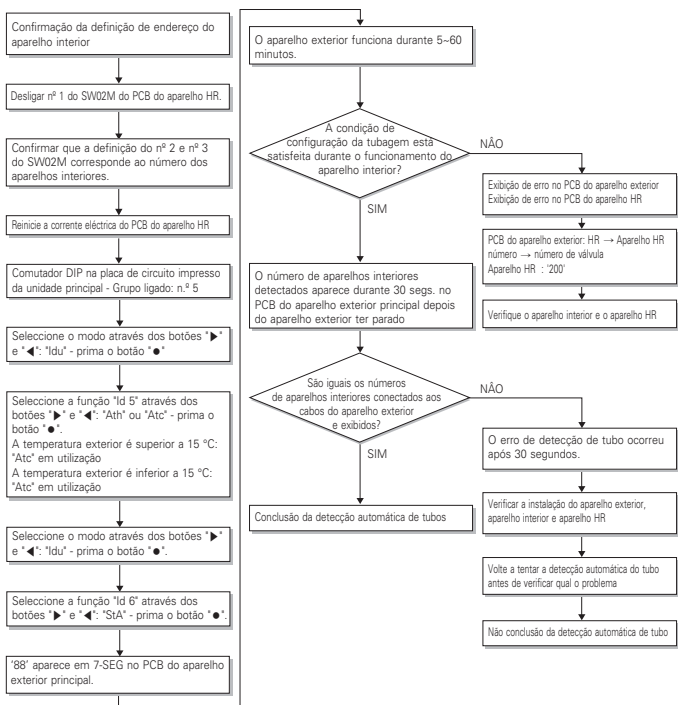 Confirmação da definição de endereço do
aparelho interior
Desligar nº 1 do SW02M do PCB do aparelho HR.
Confirmar que a definição do nº 2 e nº 3
do SW02M corresponde ao número dos
aparelhos interiores.
Reinicie a corrente eléctrica do PCB do aparelho HR
Comutador DIP na placa de circuito impresso
da unidade principal - Grupo ligado: n.º 5
Seleccione o modo através dos botões "▶"
e "◀": "Idu" - prima o botão "●"
Seleccione a função "Id 5" através dos
botões "▶" e "◀": "Ath" ou "Atc" - prima o
botão "●".
A temperatura exterior é superior a 15 °C:
"Atc" em utilização
A temperatura exterior é inferior a 15 °C:
"Atc" em utilização
Seleccione o modo através dos botões "▶"
e "◀": "Idu" - prima o botão "●".
Seleccione a função "Id 6" através dos
botões "▶" e "◀": "StA" - prima o botão "●".
'88' aparece em 7-SEG no PCB do aparelho
exterior principal.
O aparelho exterior funciona durante 5~60
minutos.
A condição de
configuração da tubagem está
satisfeita durante o funcionamento do
aparelho interior?
NÂO
SIM
Exibição de erro no PCB do aparelho exterior
Exibição de erro no PCB do aparelho HR
PCB do aparelho exterior: HR → Aparelho HR
número → número de válvula
Aparelho HR : '200'
Verifique o aparelho interior e o aparelho HR
O número de aparelhos interiores
detectados aparece durante 30 segs. no
PCB do aparelho exterior principal depois
do aparelho exterior ter parado
São iguais os números
de aparelhos interiores conectados aos
cabos do aparelho exterior
e exibidos?
NÂO
SIM
Conclusão da detecção automática de tubos
O erro de detecção de tubo ocorreu
após 30 segundos.
Verificar a instalação do aparelho exterior,
aparelho interior e aparelho HR
Volte a tentar a detecção automática do tubo
antes de verificar qual o problema
Não conclusão da detecção automática de tubo